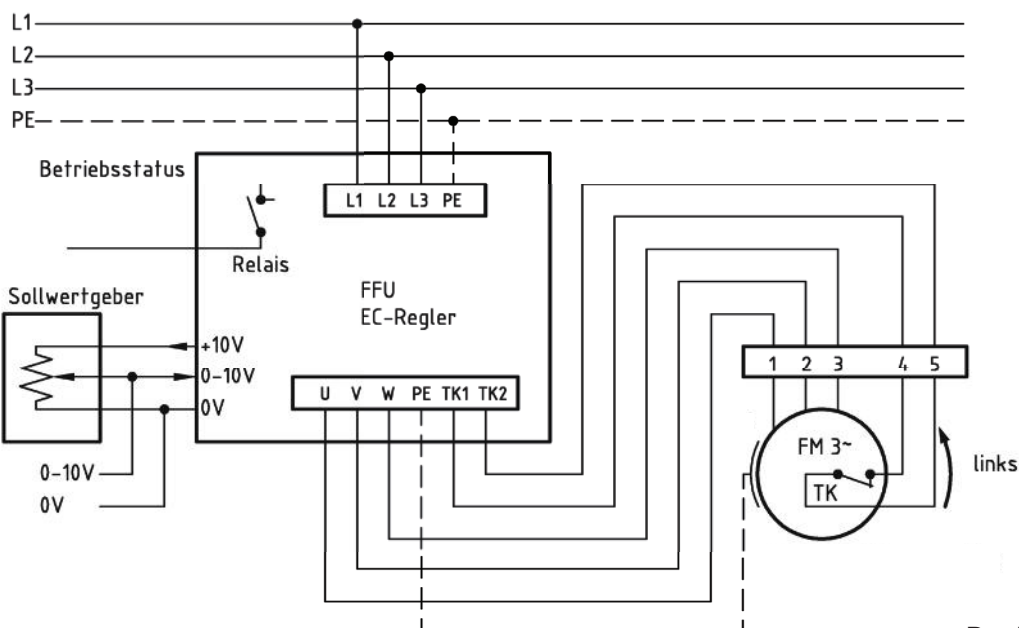 L1
L2
L3
PE
Betriebsstatus
L1 L2 L3 PE
Relais
Sollwertgeber
FFU
EC-Regler
+10V
0-10V
0V
U V W PE TK1 TK2
1 2 3 4 5
FM 3~
TK
links
0-10V
0V